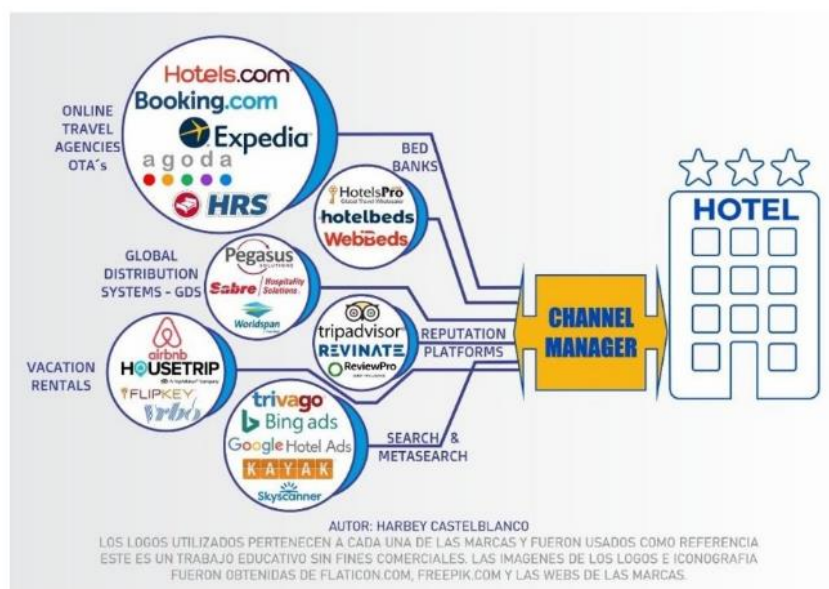 ONLINE
TRAVEL
AGENCIES
OTA´s
Hotels.com
Booking.com
Expedia
agoda
HRS
BED
BANKS
HotelsPro
Global Travel Wholesaler
hotelbeds
WebBeds
GLOBAL
DISTRIBUTION
SYSTEMS - GDS
Pegasus
SOLUTIONS
Sabre Hospitality
Solutions
Worldspan
tripadvisor
REVINATE
ReviewPro
REPUTATION
PLATFORMS
VACATION
RENTALS
airbnb
HOUSETRIP
FLIPKEY
Vrbo
trivago
Bing ads
Google Hotel Ads
KAYAK
Skyscanner
SEARCH &
METASEARCH
CHANNEL
MANAGER
HOTEL
AUTOR: HARBEY CASTELBLANCO
LOS LOGOS UTILIZADOS PERTENECEN A CADA UNA DE LAS MARCAS Y FUERON USADOS COMO REFERENCIA
ESTE ES UN TRABAJO EDUCATIVO SIN FINES COMERCIALES. LAS IMAGENES DE LOS LOGOS E ICONOGRAFIA
FUERON OBTENIDAS DE FLATICON.COM, FREEPIK.COM Y LAS WEBS DE LAS MARCAS.